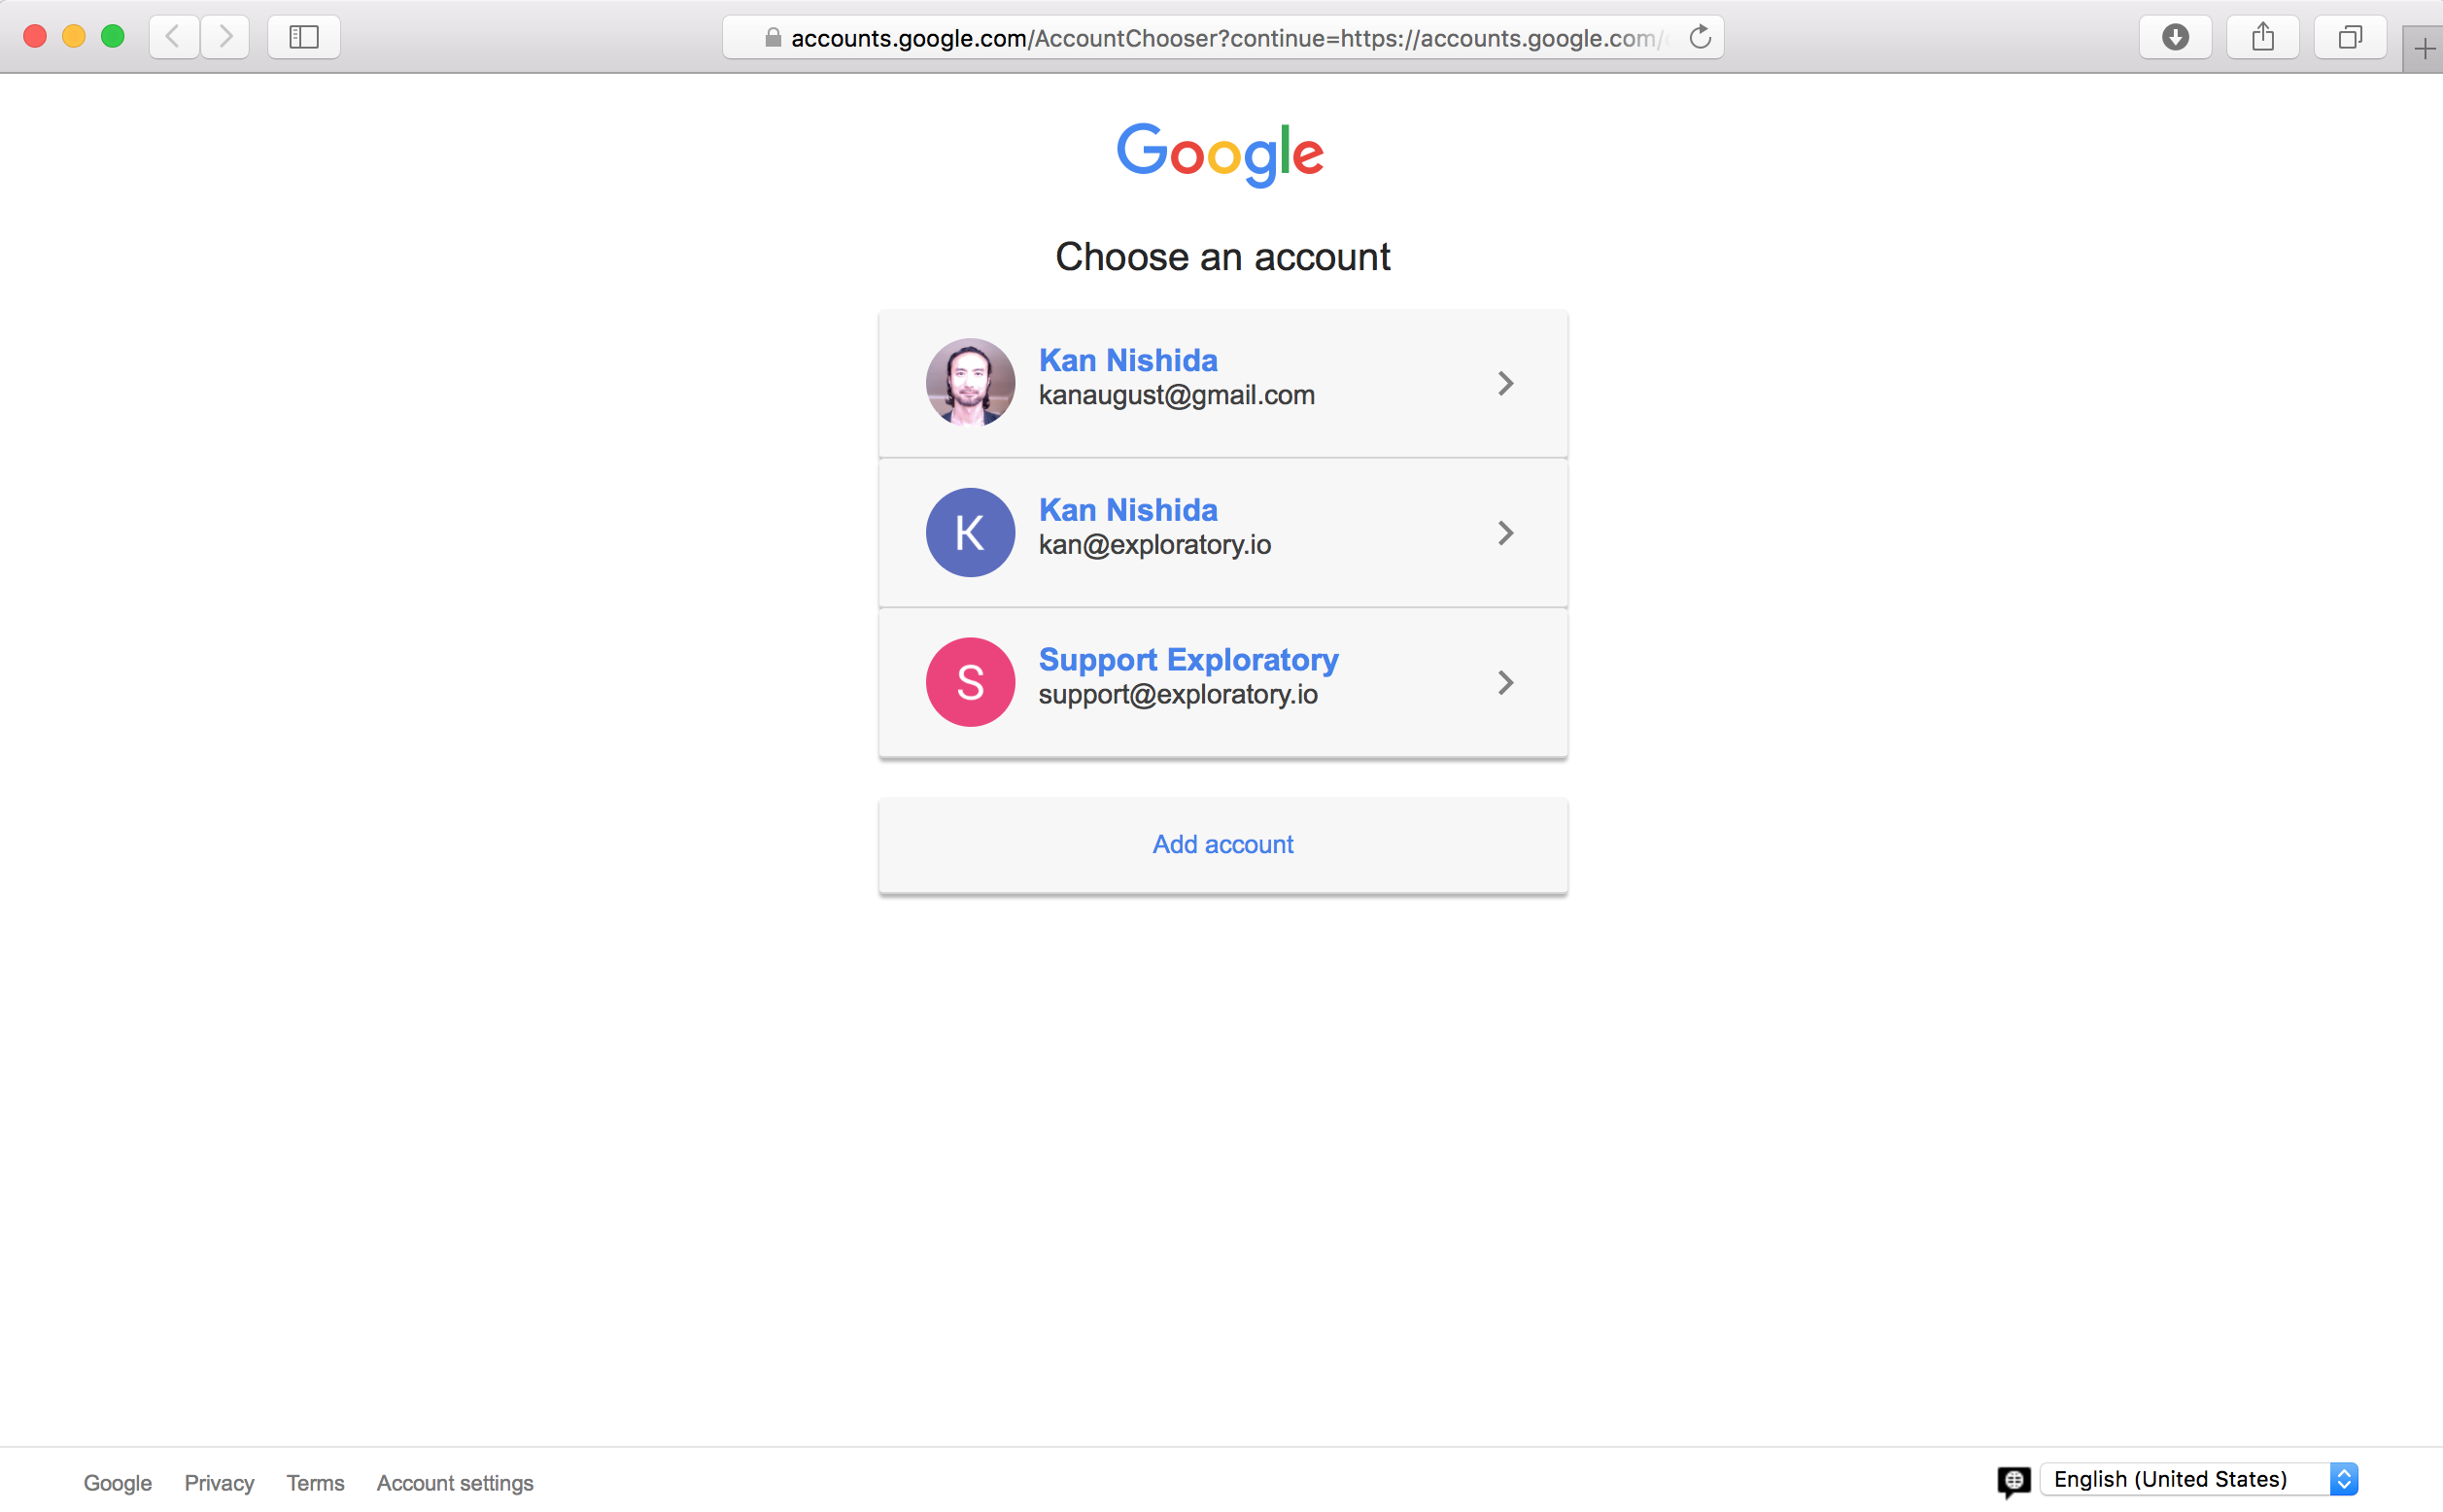 accounts.google.com/AccountChooser?continue=https://accounts.google.com/
Google
Choose an account
Kan Nishida
kanaugust@gmail.com
K
Kan Nishida
kan@exploratory.io
S
Support Exploratory
support@exploratory.io
Add account
Google Privacy Terms Account settings
English (United States)